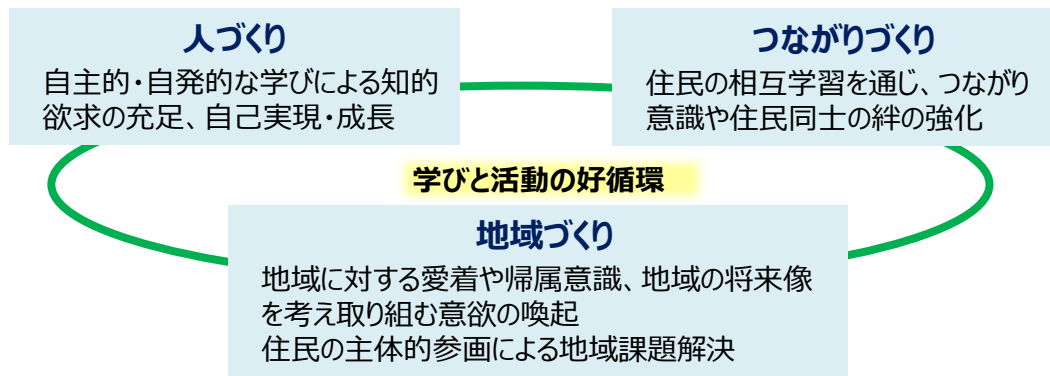 人づくり
自主的・自発的な学びによる知的
欲求の充足、自己実現・成長
つながりづくり
住民の相互学習を通じ、つながり
意識や住民同士の絆の強化
学びと活動の好循環
地域づくり
地域に対する愛着や帰属意識、地域の将来像
を考え取り組む意欲の喚起
住民の主体的参画による地域課題解決